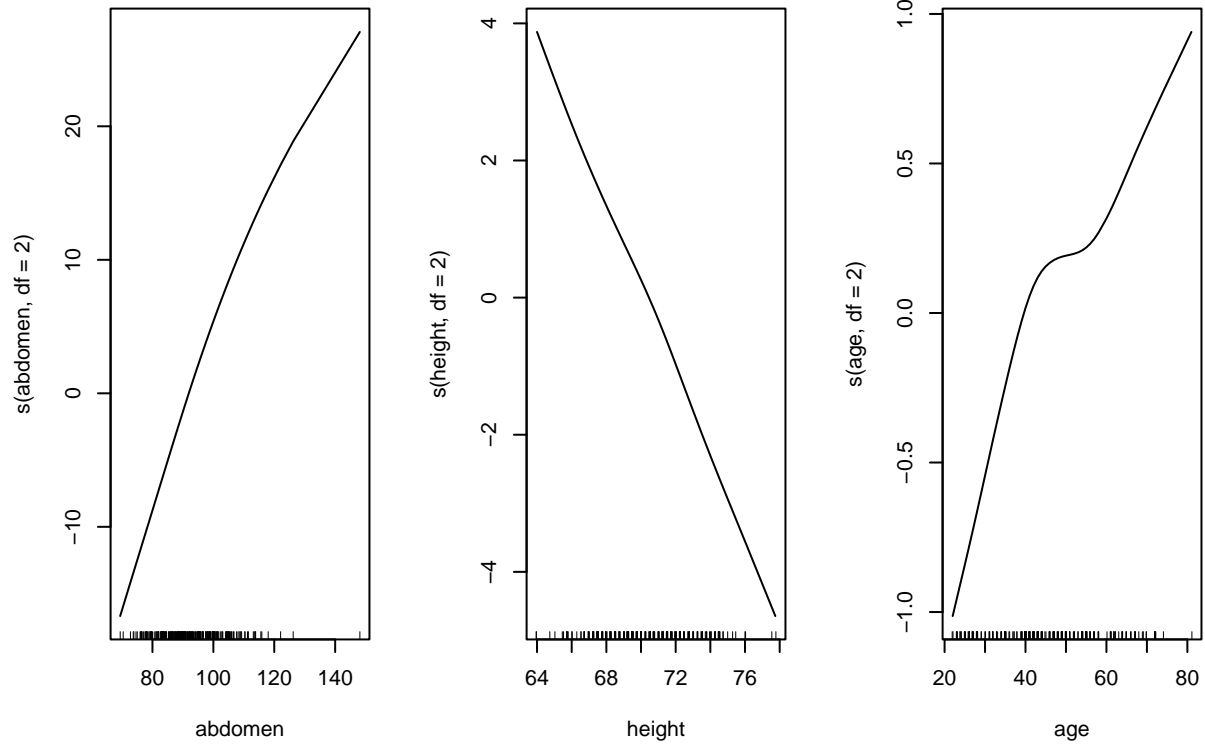 s(abdomen, df = 2)
20
10
0
−10
80 100 120 140
abdomen
s(height, df = 2)
4
2
0
−2
−4
64 68 72 76
height
s(age, df = 2)
1.0
0.5
0.0
−0.5
−1.0
20 40 60 80
age